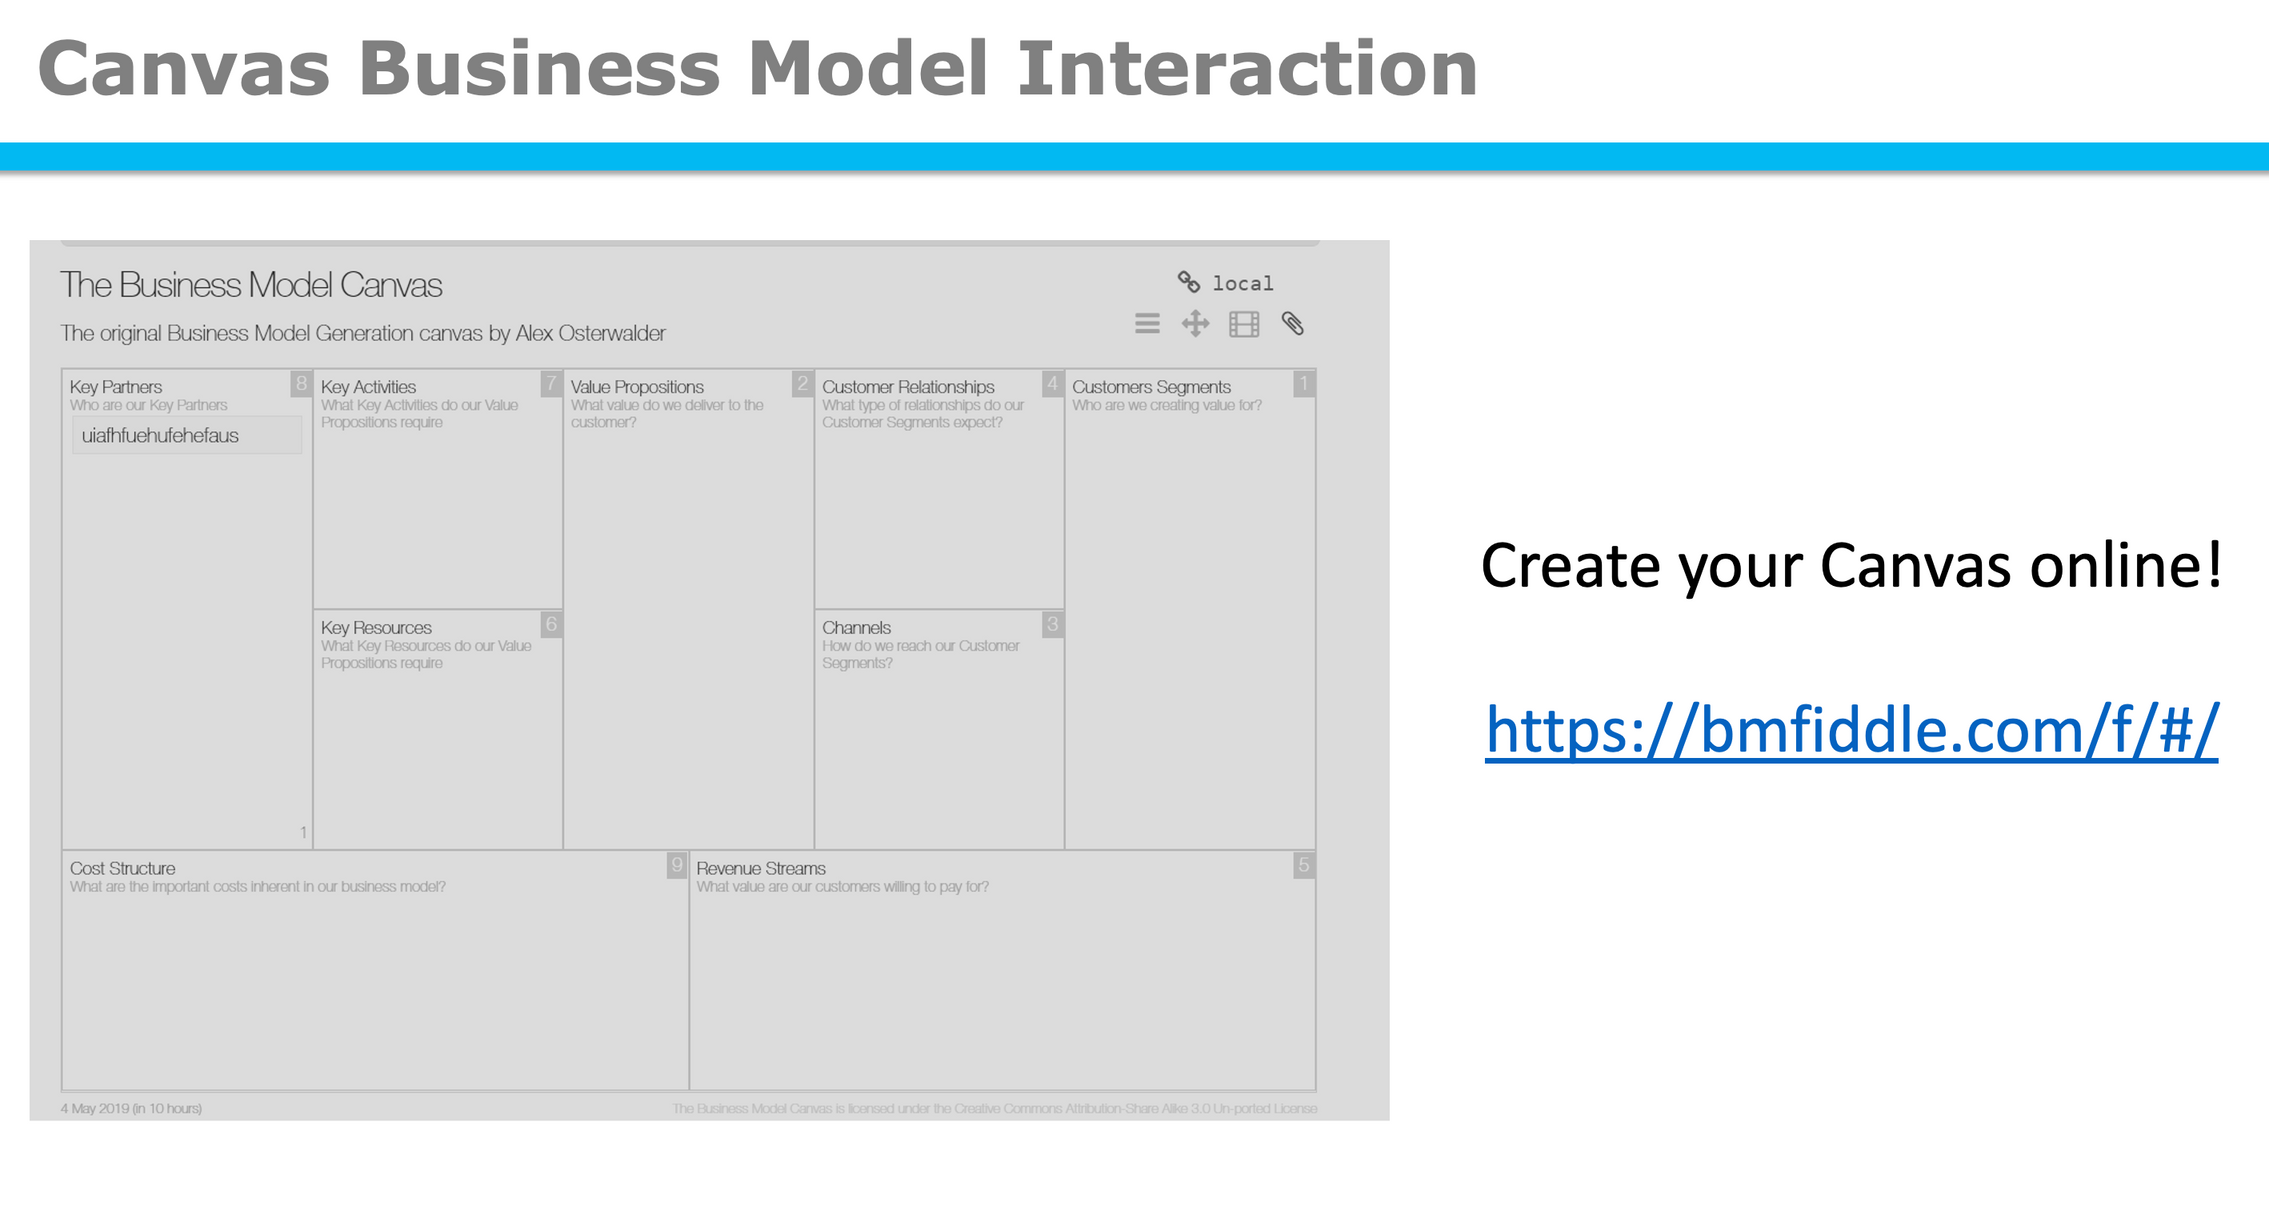 Canvas Business Model Interaction
The Business Model Canvas
local
The original Business Model Generation canvas by Alex Osterwalder
Key Partners
8
Who are our Key Partners
uiafhfuehufehefaus
1
Key Activities
7
What Key Activities do our Value
Propositions require
Key Resources
6
What Key Resources do our Value
Propositions require
Value Propositions
2
What value do we deliver to the
customer?
Customer Relationships
4
What type of relationships do our
Customer Segments expect?
Channels
3
How do we reach our Customer
Segments?
Customers Segments
1
Who are we creating value for?
Cost Structure
9
What are the important costs inherent in our business model?
Revenue Streams
5
What value are our customers willing to pay for?
4 May 2019 (in 10 hours)
The Business Model Canvas is licensed under the Creative Commons Attribution-Share Alike 3.0 Un-ported License
Create your Canvas online!
https://bmfiddle.com/f/#/